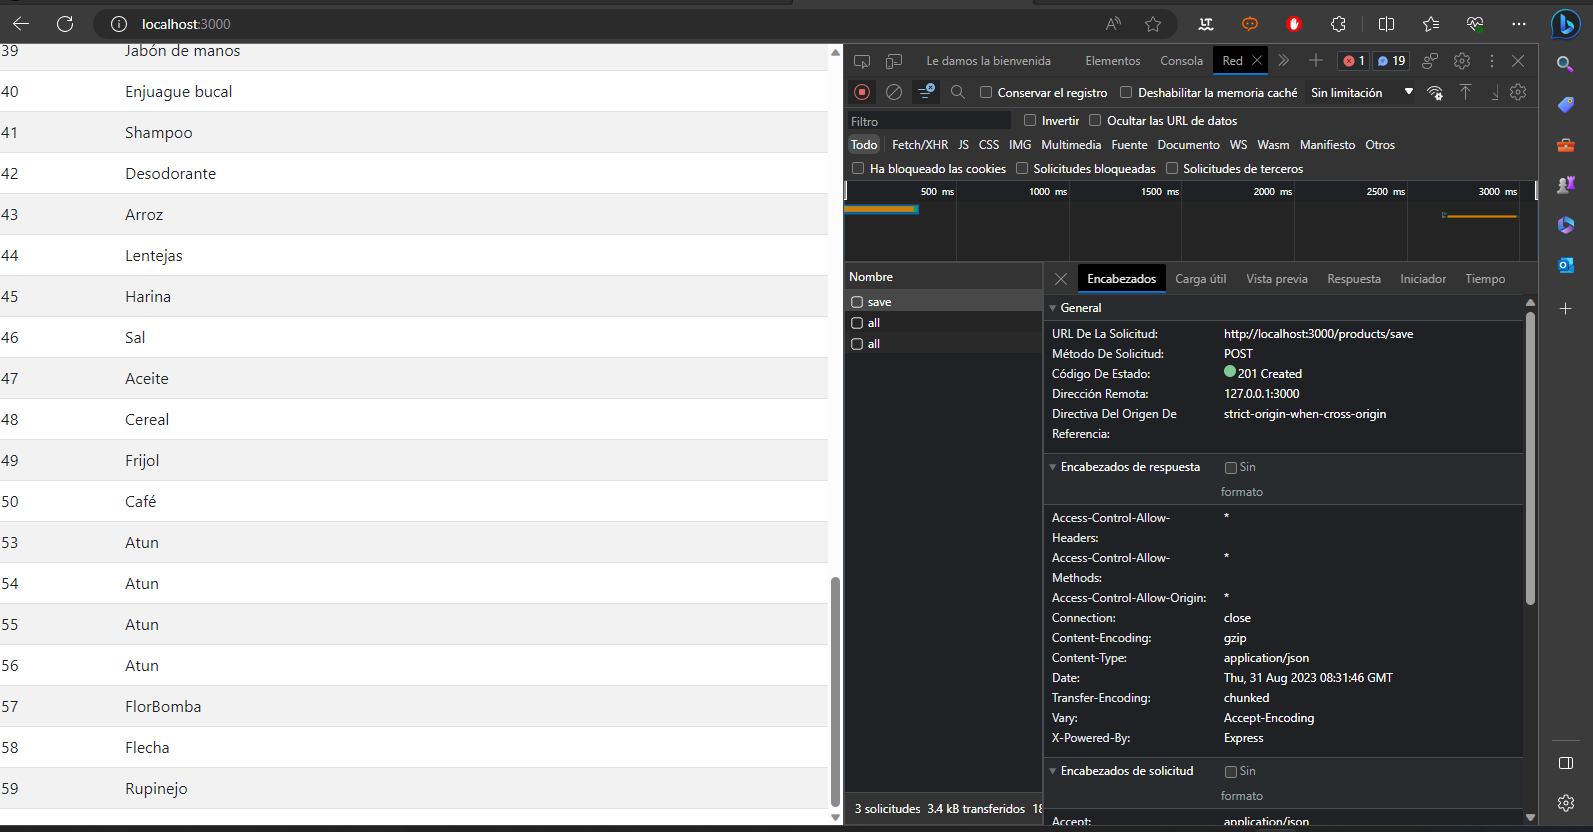 localhost:3000
39 Jabón de manos
40 Enjuague bucal
41 Shampoo
42 Desodorante
43 Arroz
44 Lentejas
45 Harina
46 Sal
47 Aceite
48 Cereal
49 Frijol
50 Café
53 Atun
54 Atun
55 Atun
56 Atun
57 FlorBomba
58 Flecha
59 Rupinejo
Le damos la bienvenida Elementos Consola Red 1 19
Conservar el registro Deshabilitar la memoria caché Sin limitación
Filtro Invertir Ocultar las URL de datos
Todo Fetch/XHR JS CSS IMG Multimedia Fuente Documento WS Wasm Manifiesto Otros
Ha bloqueado las cookies Solicitudes bloqueadas Solicitudes de terceros
500 ms 1000 ms 1500 ms 2000 ms 2500 ms 3000 ms
Nombre
save
all
all
3 solicitudes 3.4 kB transferidos 18
Encabezados Carga útil Vista previa Respuesta Iniciador Tiempo
General
URL De La Solicitud: http://localhost:3000/products/save
Método De Solicitud: POST
Código De Estado: 201 Created
Dirección Remota: 127.0.0.1:3000
Directiva Del Origen De strict-origin-when-cross-origin
Referencia:
Encabezados de respuesta Sin
formato
Access-Control-Allow- *
Headers:
Access-Control-Allow- *
Methods:
Access-Control-Allow-Origin: *
Connection: close
Content-Encoding: gzip
Content-Type: application/json
Date: Thu, 31 Aug 2023 08:31:46 GMT
Transfer-Encoding: chunked
Vary: Accept-Encoding
X-Powered-By: Express
Encabezados de solicitud Sin
formato
Accept: application/json